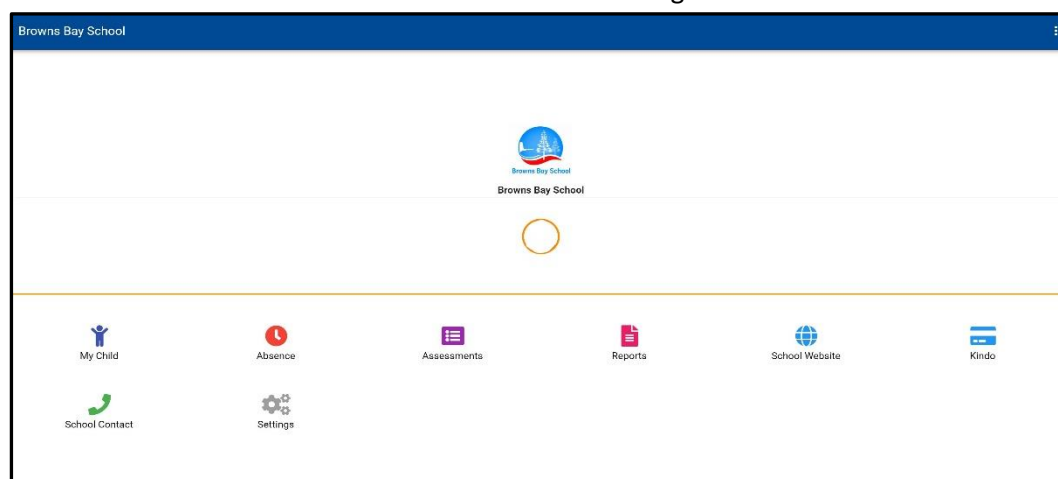 g
Browns Bay School
Browns Bay School
Browns Bay School
My Child
Absence
Assessments
Reports
School Website
Kindo
School Contact
Settings